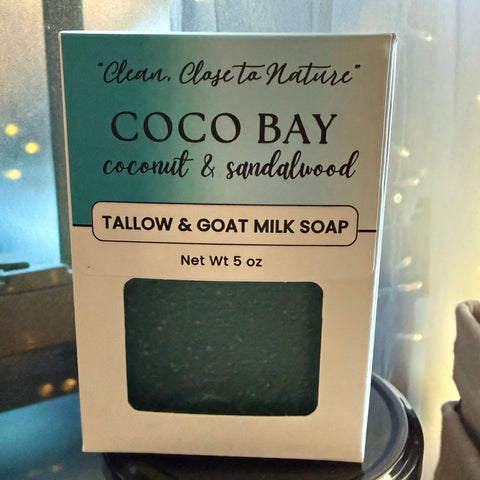 "Clean, Close to Nature"
COCO BAY
coconut & sandalwood
TALLOW & GOAT MILK SOAP
Net Wt 5 oz